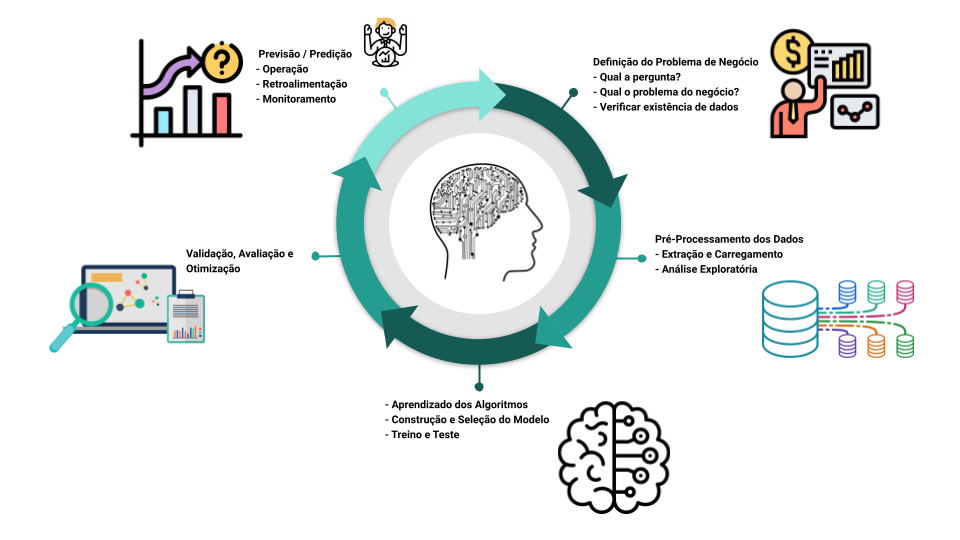 Previsão / Predição
- Operação
- Retroalimentação
- Monitoramento
Definição do Problema de Negócio
- Qual a pergunta?
- Qual o problema do negócio?
- Verificar existência de dados
Pré-Processamento dos Dados
- Extração e Carregamento
- Análise Exploratória
Validação, Avaliação e
Otimização
- Aprendizado dos Algoritmos
- Construção e Seleção do Modelo
- Treino e Teste
?
$